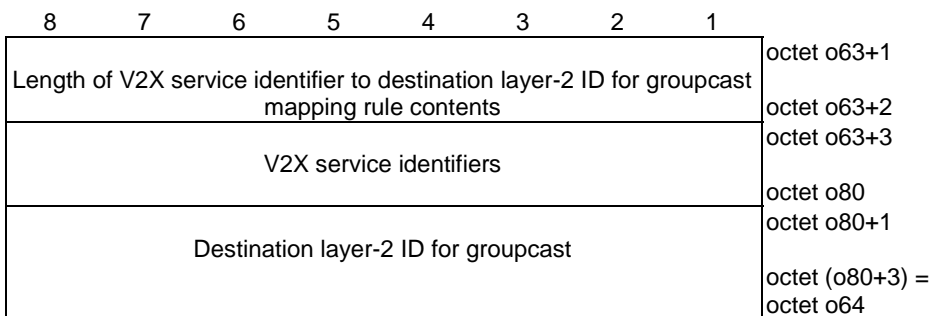 8 7 6 5 4 3 2 1
octet o63+1
Length of V2X service identifier to destination layer-2 ID for groupcast
mapping rule contents
octet o63+2
octet o63+3
V2X service identifiers
octet o80
octet o80+1
Destination layer-2 ID for groupcast
octet (o80+3) =
octet o64